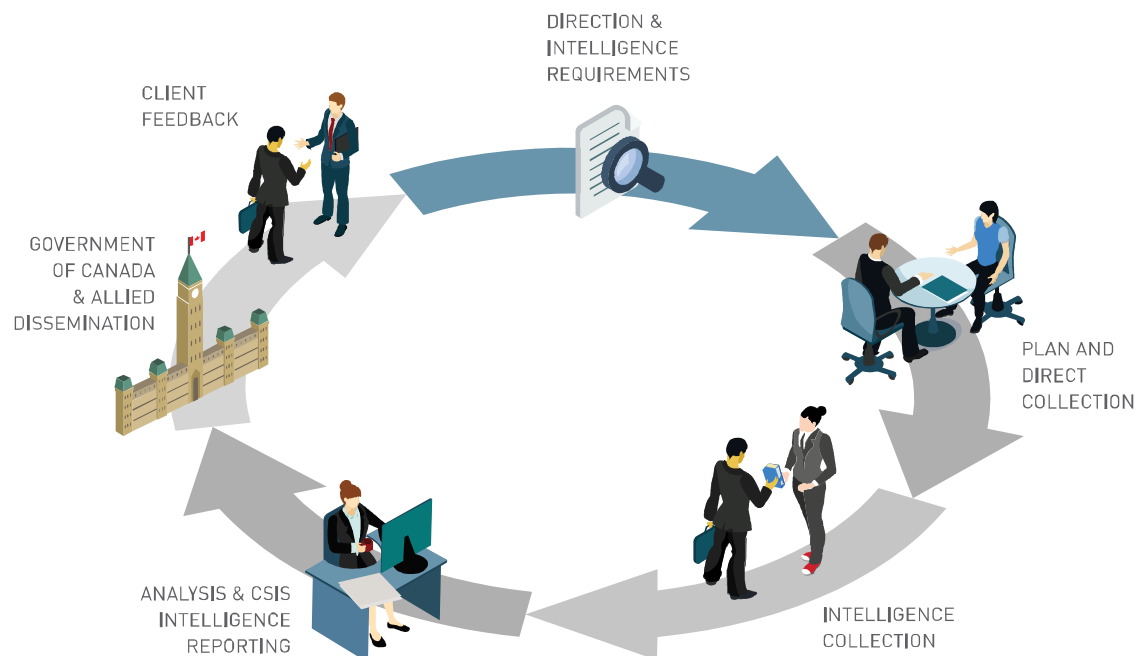 DIRECTION &
INTELLIGENCE
REQUIREMENTS
CLIENT
FEEDBACK
GOVERNMENT
OF CANADA
& ALLIED
DISSEMINATION
PLAN AND
DIRECT
COLLECTION
ANALYSIS & CSIS
INTELLIGENCE
REPORTING
INTELLIGENCE
COLLECTION